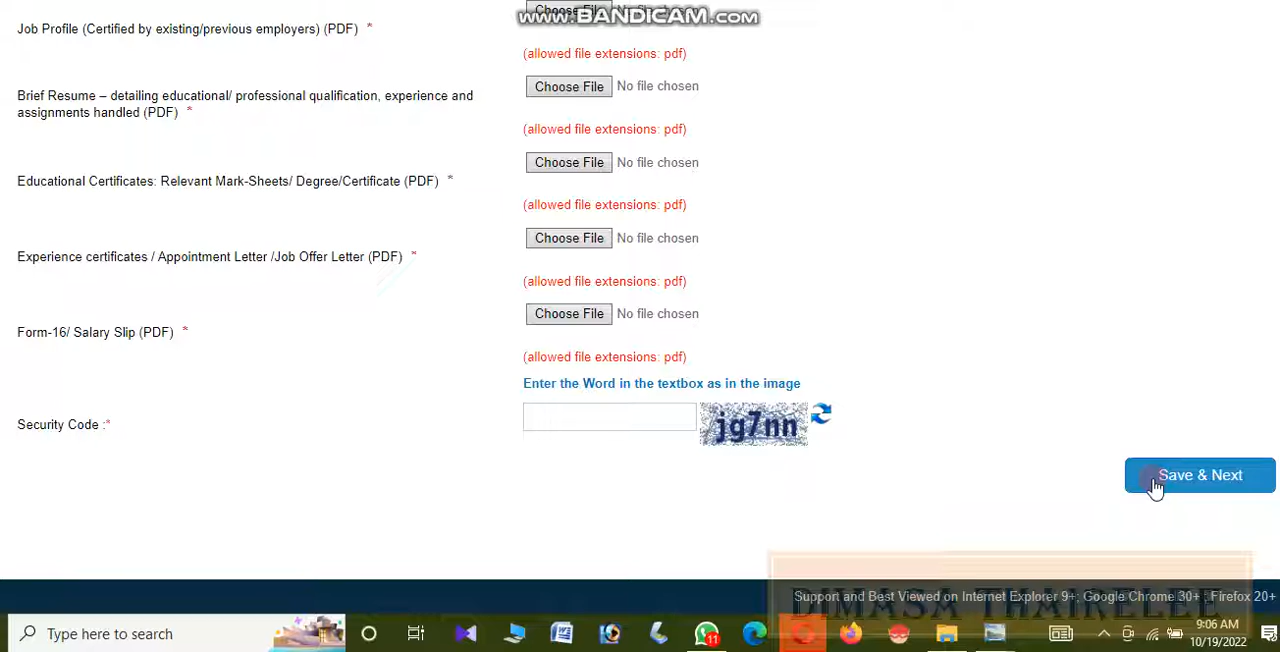 www.BANDICAM.com
Job Profile (Certified by existing/previous employers) (PDF) *
(allowed file extensions: pdf)
Brief Resume – detailing educational/ professional qualification, experience and
assignments handled (PDF) *
Choose File No file chosen
(allowed file extensions: pdf)
Educational Certificates: Relevant Mark-Sheets/ Degree/Certificate (PDF) *
Choose File No file chosen
(allowed file extensions: pdf)
Experience certificates / Appointment Letter /Job Offer Letter (PDF) *
Choose File No file chosen
(allowed file extensions: pdf)
Form-16/ Salary Slip (PDF) *
Choose File No file chosen
(allowed file extensions: pdf)
Enter the Word in the textbox as in the image
Security Code :*
jg7nn
Save & Next
DIMASA THAIRELEE
Support and Best Viewed on Internet Explorer 9+; Google Chrome 30+ ; Firefox 20+
Type here to search
11
9:06 AM
10/19/2022